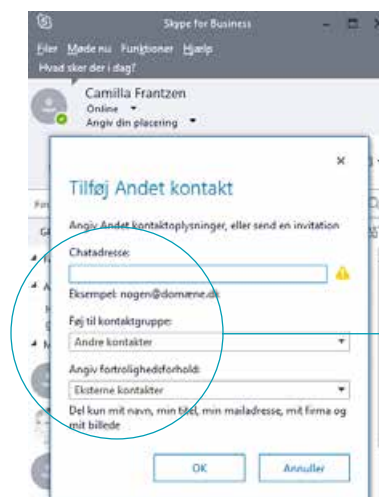 Skype for Business
Filer Møde nu Funktioner Hjælp
Hvad sker der i dag?
Camilla Frantzen
Online
Angiv din placering
Tilføj Andet kontakt
Angiv Andet kontaktoplysninger, eller send en invitation
Chatadresse:
Eksempel: nogen@domæne.dk
Føj til kontaktgruppe:
Andre kontakter
Angiv fortrolighedsforhold:
Eksterne kontakter
Del kun mit navn, min titel, min mailadresse, mit firma og
mit billede
OK Annuller